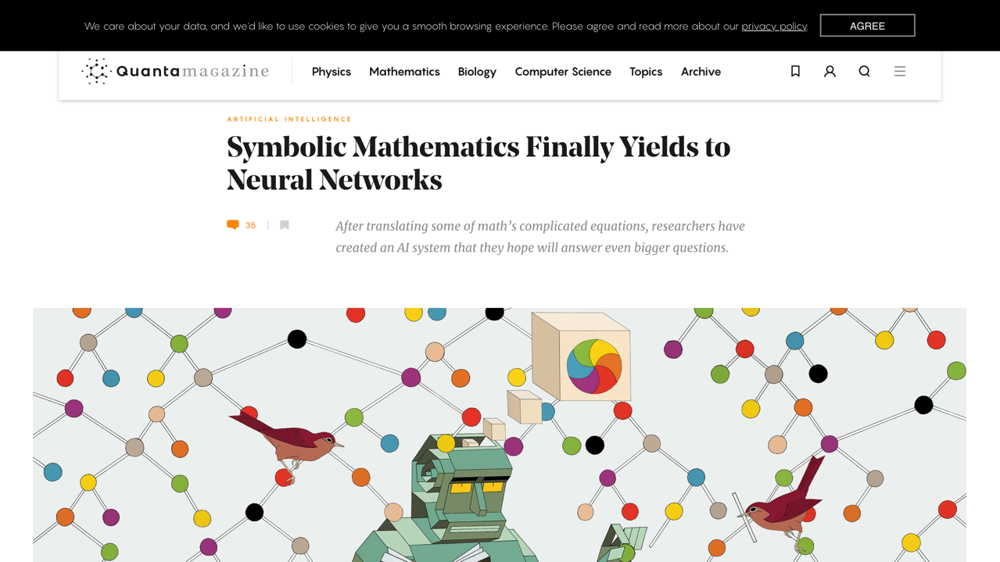 We care about your data, and we'd like to use cookies to give you a smooth browsing experience. Please agree and read more about our privacy policy.
AGREE
Quantamagazine
Physics
Mathematics
Biology
Computer Science
Topics
Archive
ARTIFICIAL INTELLIGENCE
Symbolic Mathematics Finally Yields to
Neural Networks
35
After translating some of math’s complicated equations, researchers have
created an AI system that they hope will answer even bigger questions.